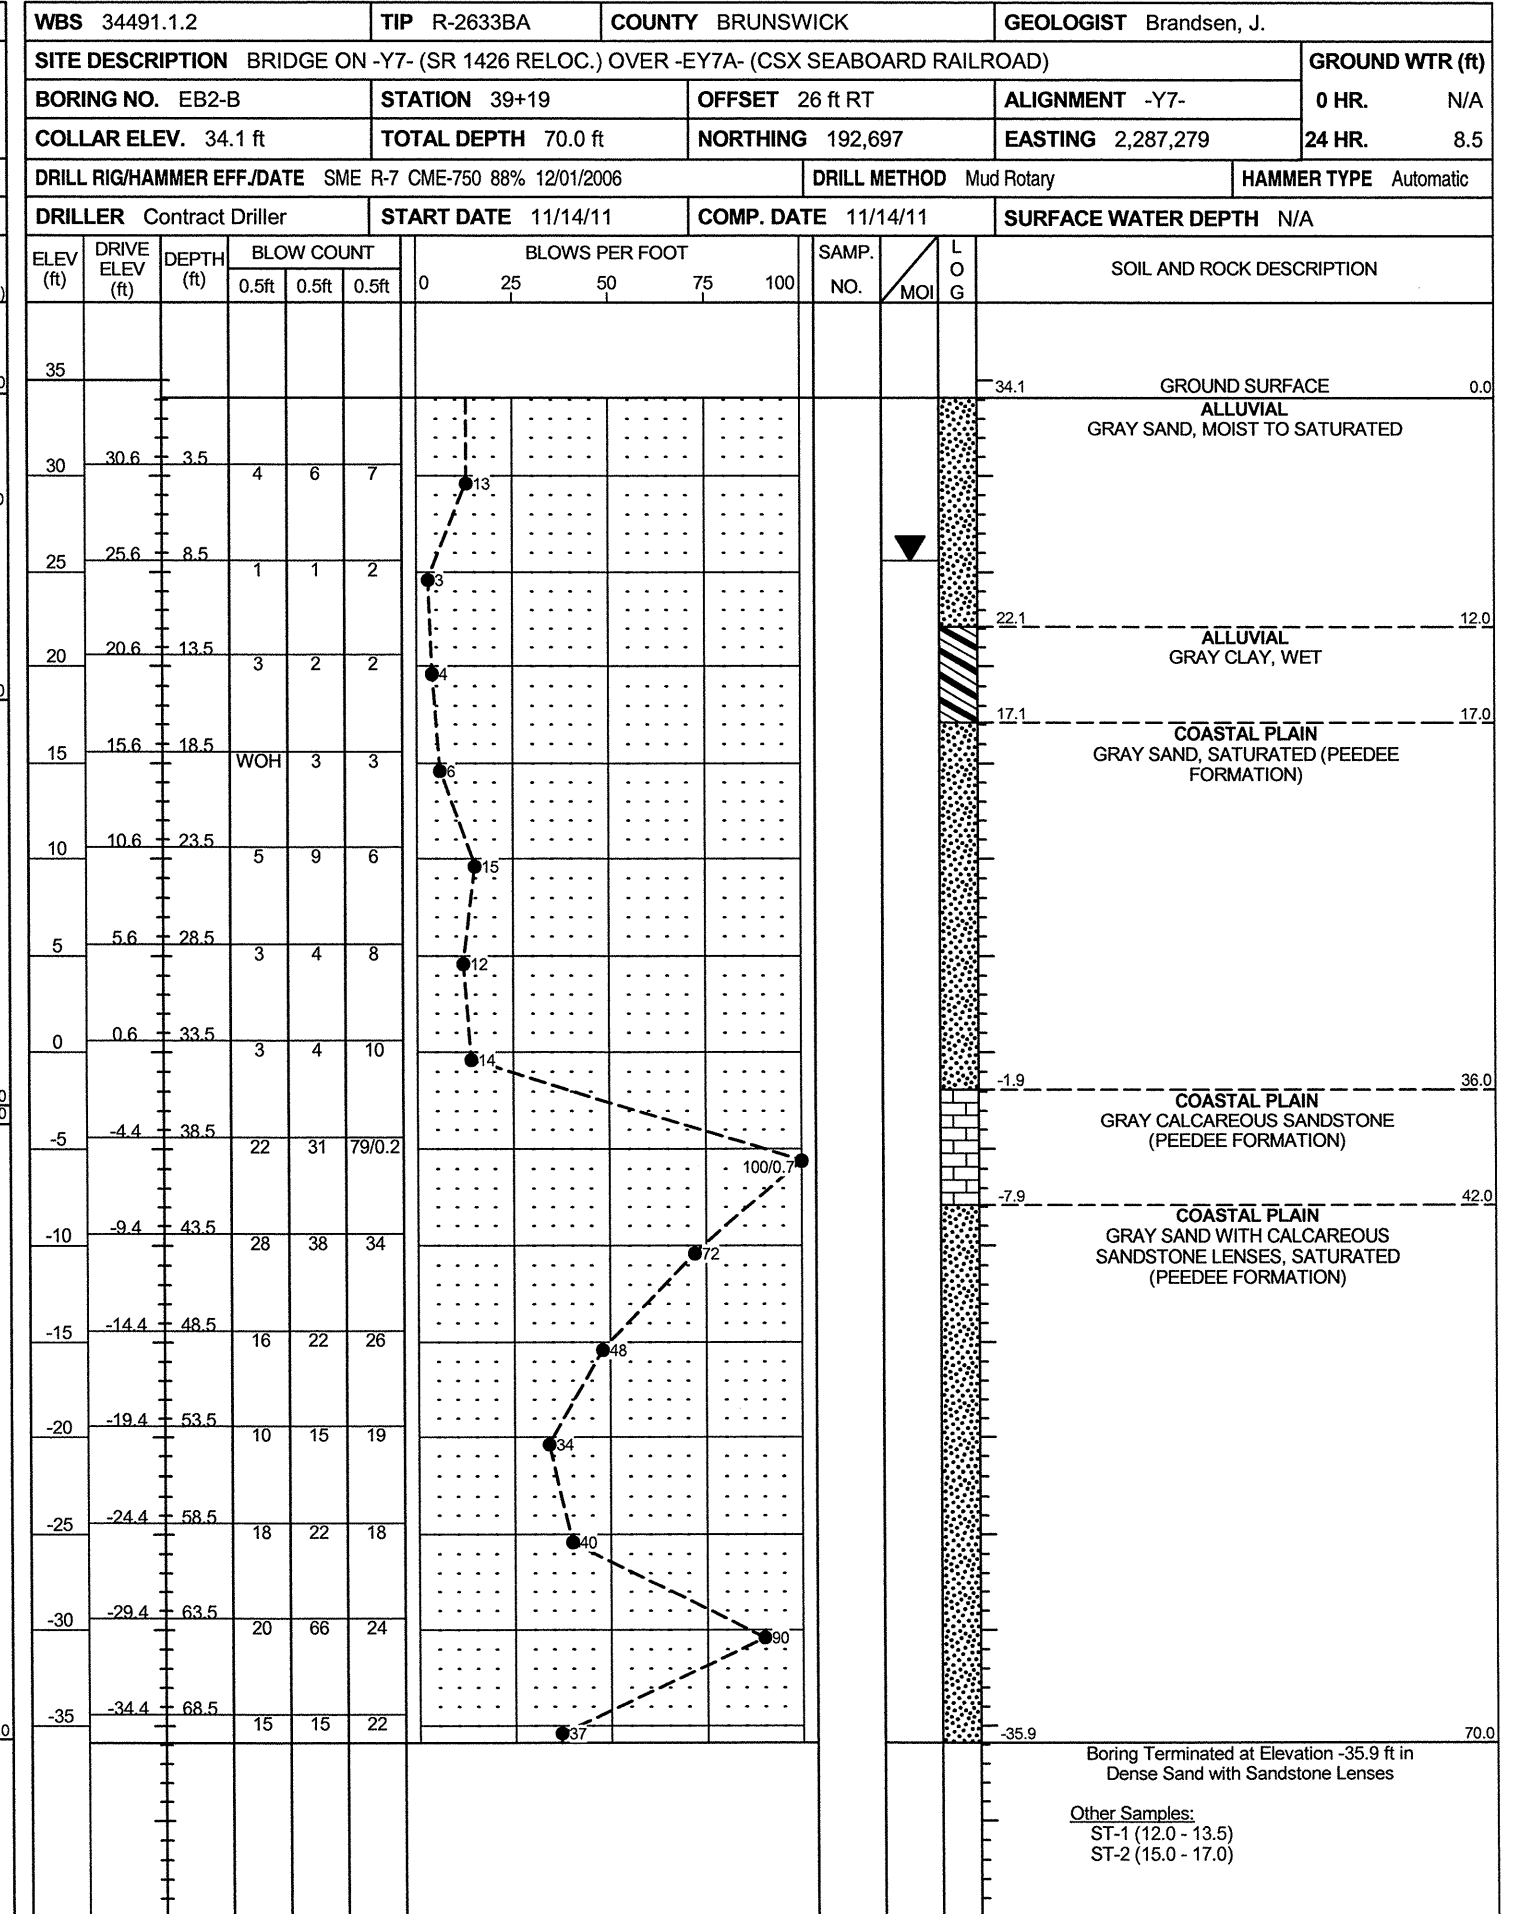 WBS 34491.1.2 TIP R-2633BA COUNTY BRUNSWICK GEOLOGIST Brandsen, J.
SITE DESCRIPTION BRIDGE ON -Y7- (SR 1426 RELOC.) OVER -EY7A- (CSX SEABOARD RAILROAD) GROUND WTR (ft)
BORING NO. EB2-B STATION 39+19 OFFSET 26 ft RT ALIGNMENT -Y7- 0 HR. N/A
COLLAR ELEV. 34.1 ft TOTAL DEPTH 70.0 ft NORTHING 192,697 EASTING 2,287,279 24 HR. 8.5
DRILL RIG/HAMMER EFF./DATE SME R-7 CME-750 88% 12/01/2006 DRILL METHOD Mud Rotary HAMMER TYPE Automatic
DRILLER Contract Driller START DATE 11/14/11 COMP. DATE 11/14/11 SURFACE WATER DEPTH N/A
ELEV (ft) DRIVE ELEV (ft) DEPTH (ft) BLOW COUNT BLOWS PER FOOT SAMP. NO. MOI LOG SOIL AND ROCK DESCRIPTION
0.5ft 0.5ft 0.5ft 0 25 50 75 100
35
34.1 GROUND SURFACE 0.0
ALLUVIAL
GRAY SAND, MOIST TO SATURATED
30 30.6 3.5 4 6 7 13
25 25.6 8.5 1 1 2 3
22.1 12.0
ALLUVIAL
GRAY CLAY, WET
20 20.6 13.5 3 2 2 4
17.1 17.0
COASTAL PLAIN
GRAY SAND, SATURATED (PEEDEE
FORMATION)
15 15.6 18.5 WOH 3 3 6
10 10.6 23.5 5 9 6 15
5 5.6 28.5 3 4 8 12
0 0.6 33.5 3 4 10 14
-1.9 36.0
COASTAL PLAIN
GRAY CALCAREOUS SANDSTONE
(PEEDEE FORMATION)
-5 -4.4 38.5 22 31 79/0.2 100/0.7
-7.9 42.0
COASTAL PLAIN
GRAY SAND WITH CALCAREOUS
SANDSTONE LENSES, SATURATED
(PEEDEE FORMATION)
-10 -9.4 43.5 28 38 34 72
-15 -14.4 48.5 16 22 26 48
-20 -19.4 53.5 10 15 19 34
-25 -24.4 58.5 18 22 18 40
-30 -29.4 63.5 20 66 24 90
-35 -34.4 68.5 15 15 22 37
-35.9 70.0
Boring Terminated at Elevation -35.9 ft in
Dense Sand with Sandstone Lenses
Other Samples:
ST-1 (12.0 - 13.5)
ST-2 (15.0 - 17.0)